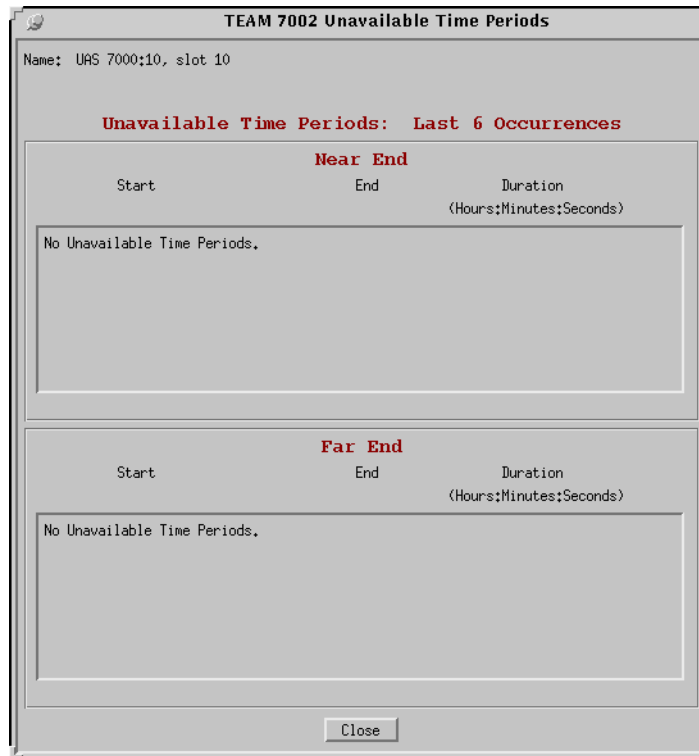 TEAM 7002 Unavailable Time Periods
Name: UAS 7000:10, slot 10
Unavailable Time Periods: Last 6 Occurrences
Near End
Start End Duration
(Hours:Minutes:Seconds)
No Unavailable Time Periods.
Far End
Start End Duration
(Hours:Minutes:Seconds)
No Unavailable Time Periods.
Close